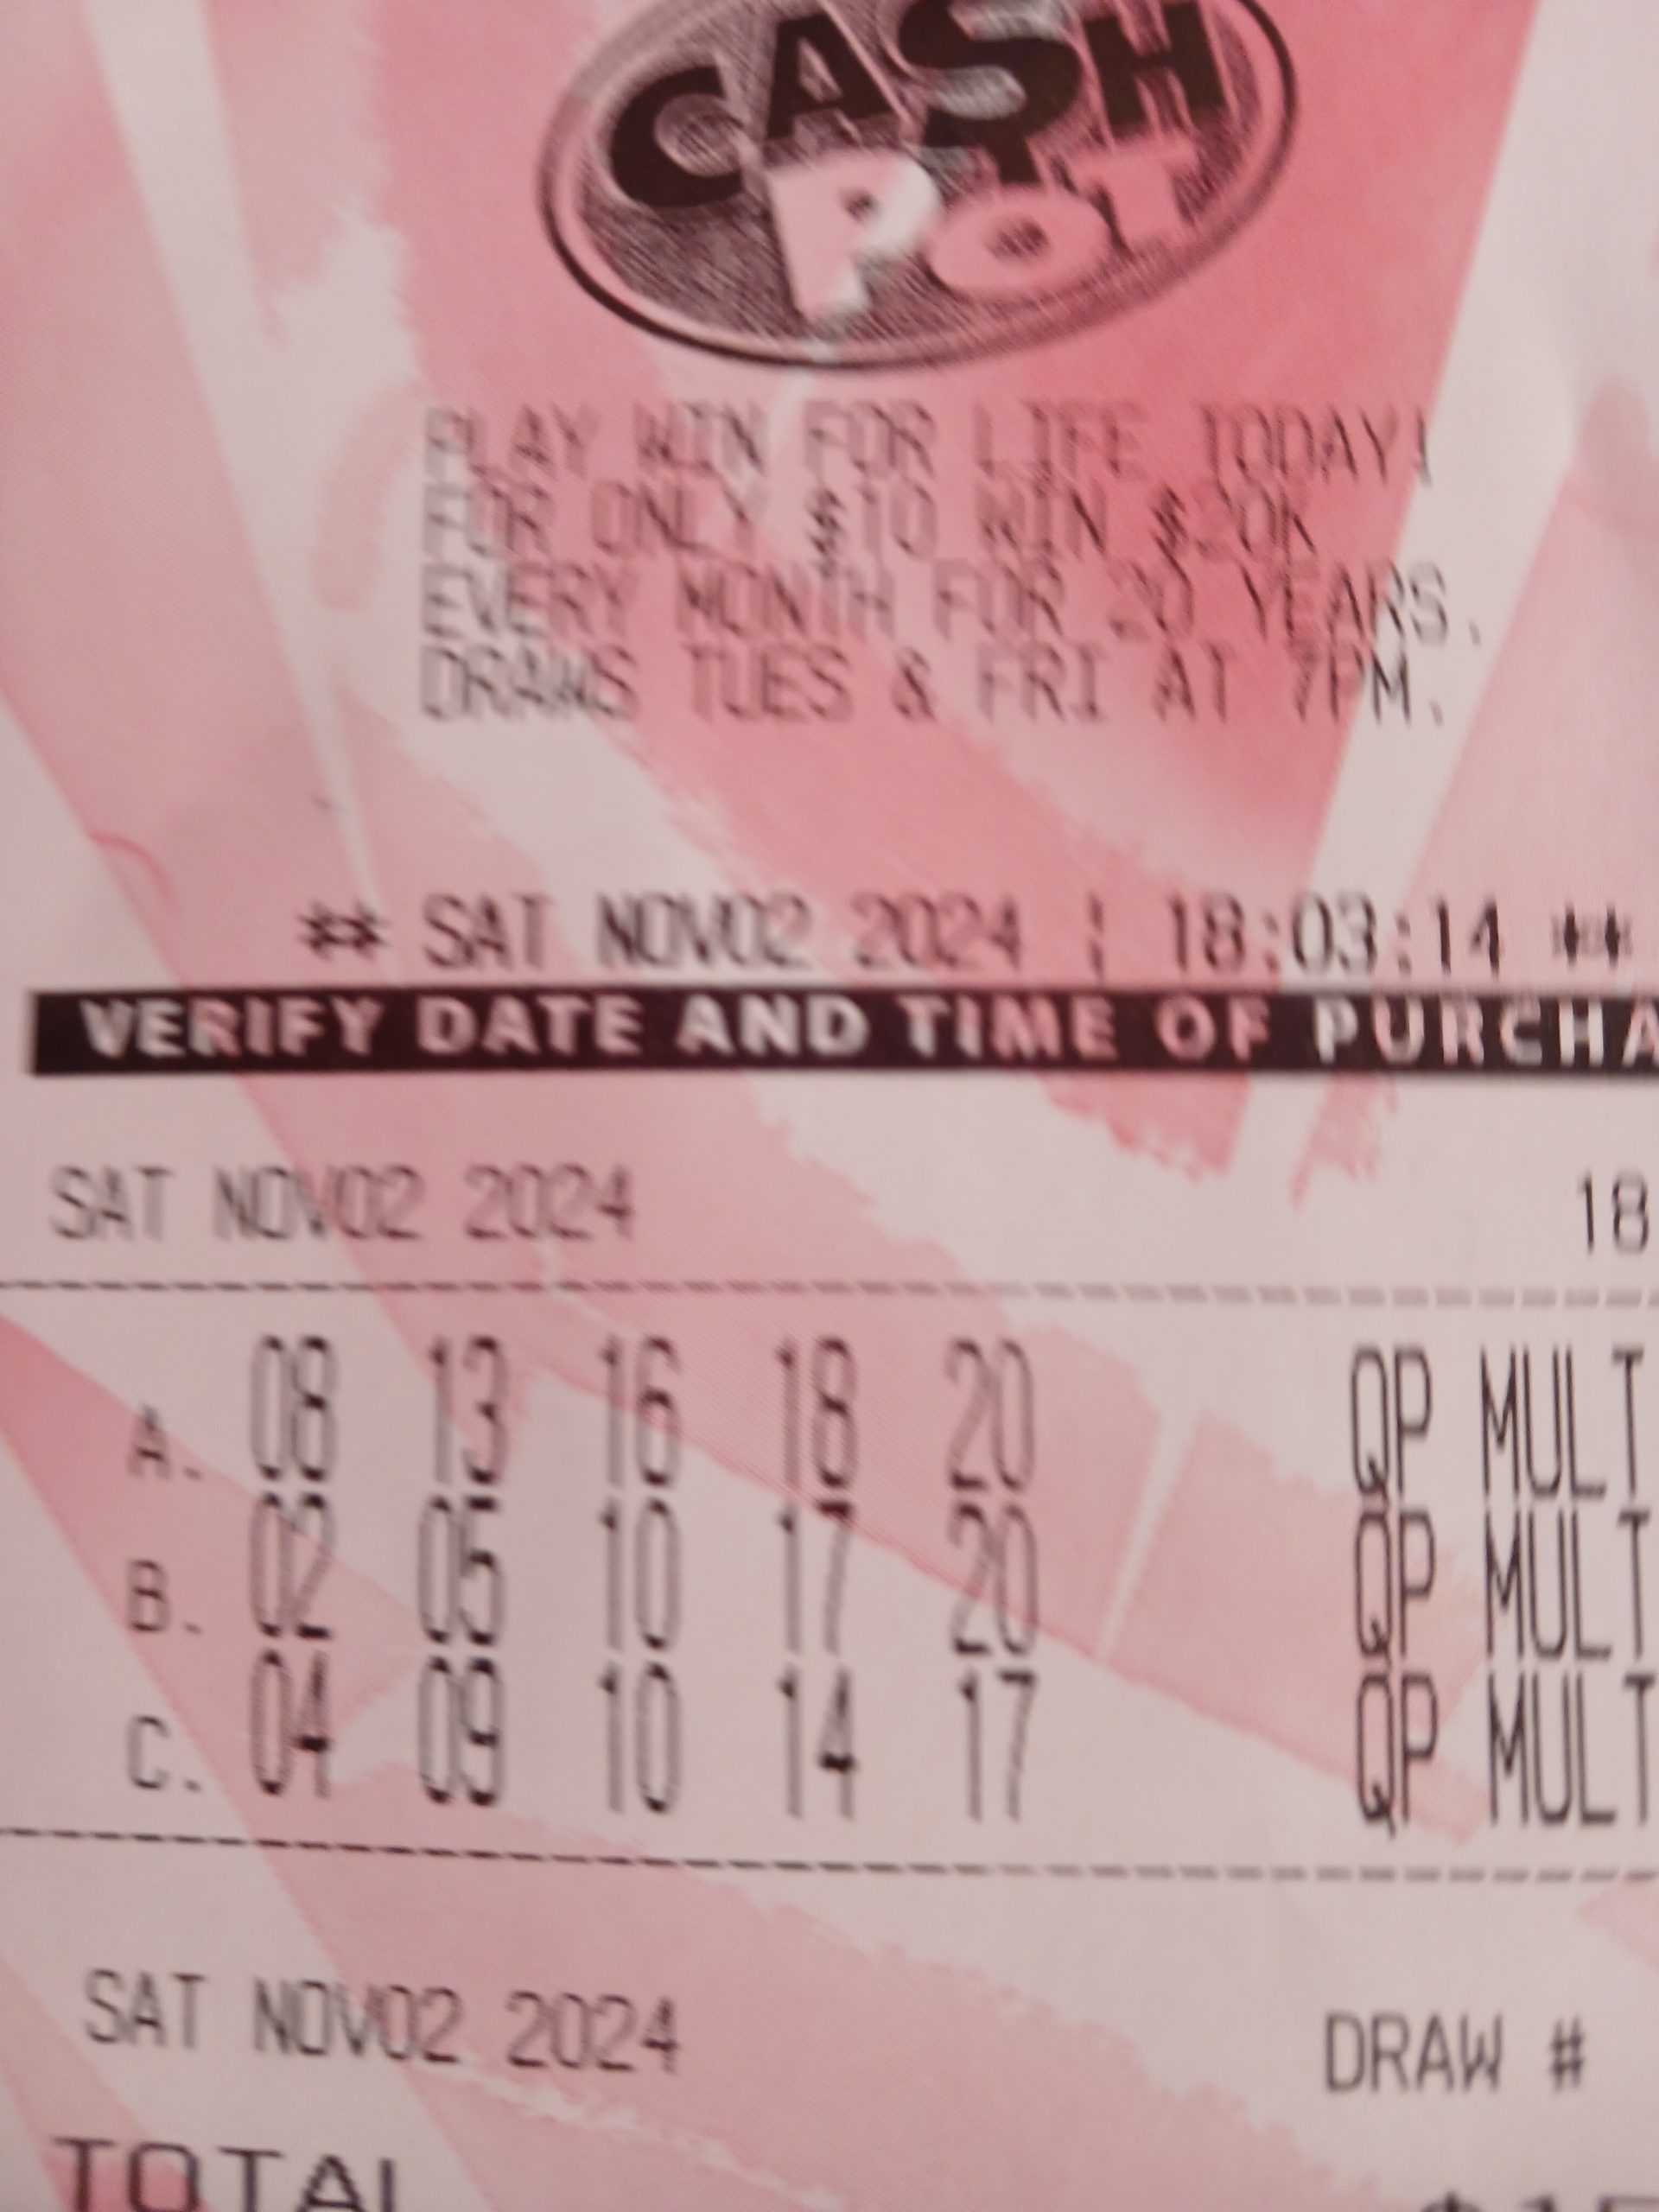 CASH
POT
PLAY WIN FOR LIFE TODAY!
FOR ONLY $10 WIN $20K
EVERY MONTH FOR 20 YEARS.
DRAWS TUES & FRI AT 7PM.
** SAT NOV02 2024 | 18:03:14 **
VERIFY DATE AND TIME OF PURCHA
SAT NOV02 2024 18
A. 08 13 16 18 20 QP MULT
B. 02 05 10 17 20 QP MULT
C. 04 09 10 14 17 QP MULT
SAT NOV02 2024 DRAW #
TOTAL